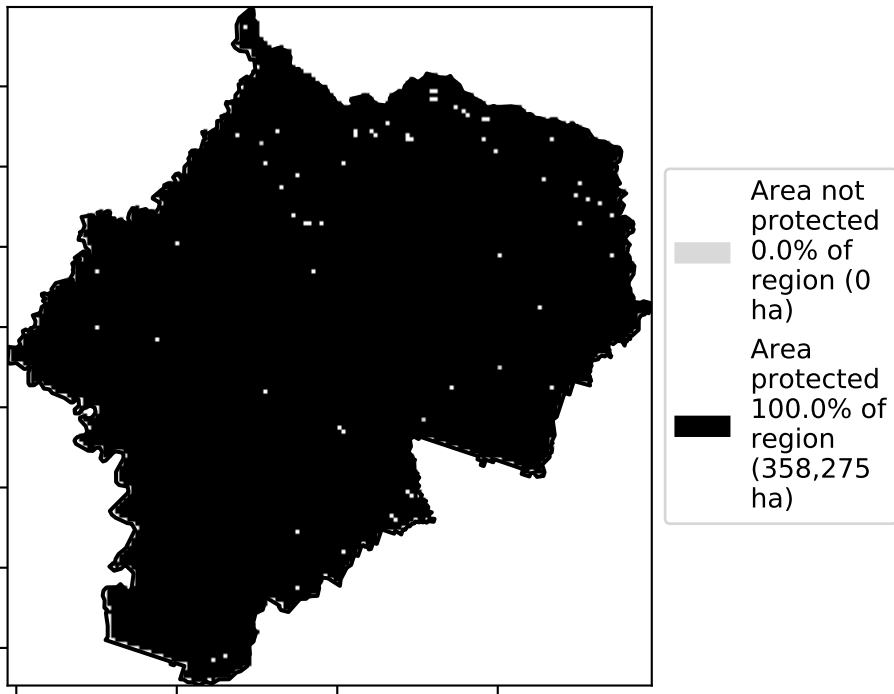 Area not
protected
0.0% of
region (0
ha)
Area
protected
100.0% of
region
(358,275
ha)